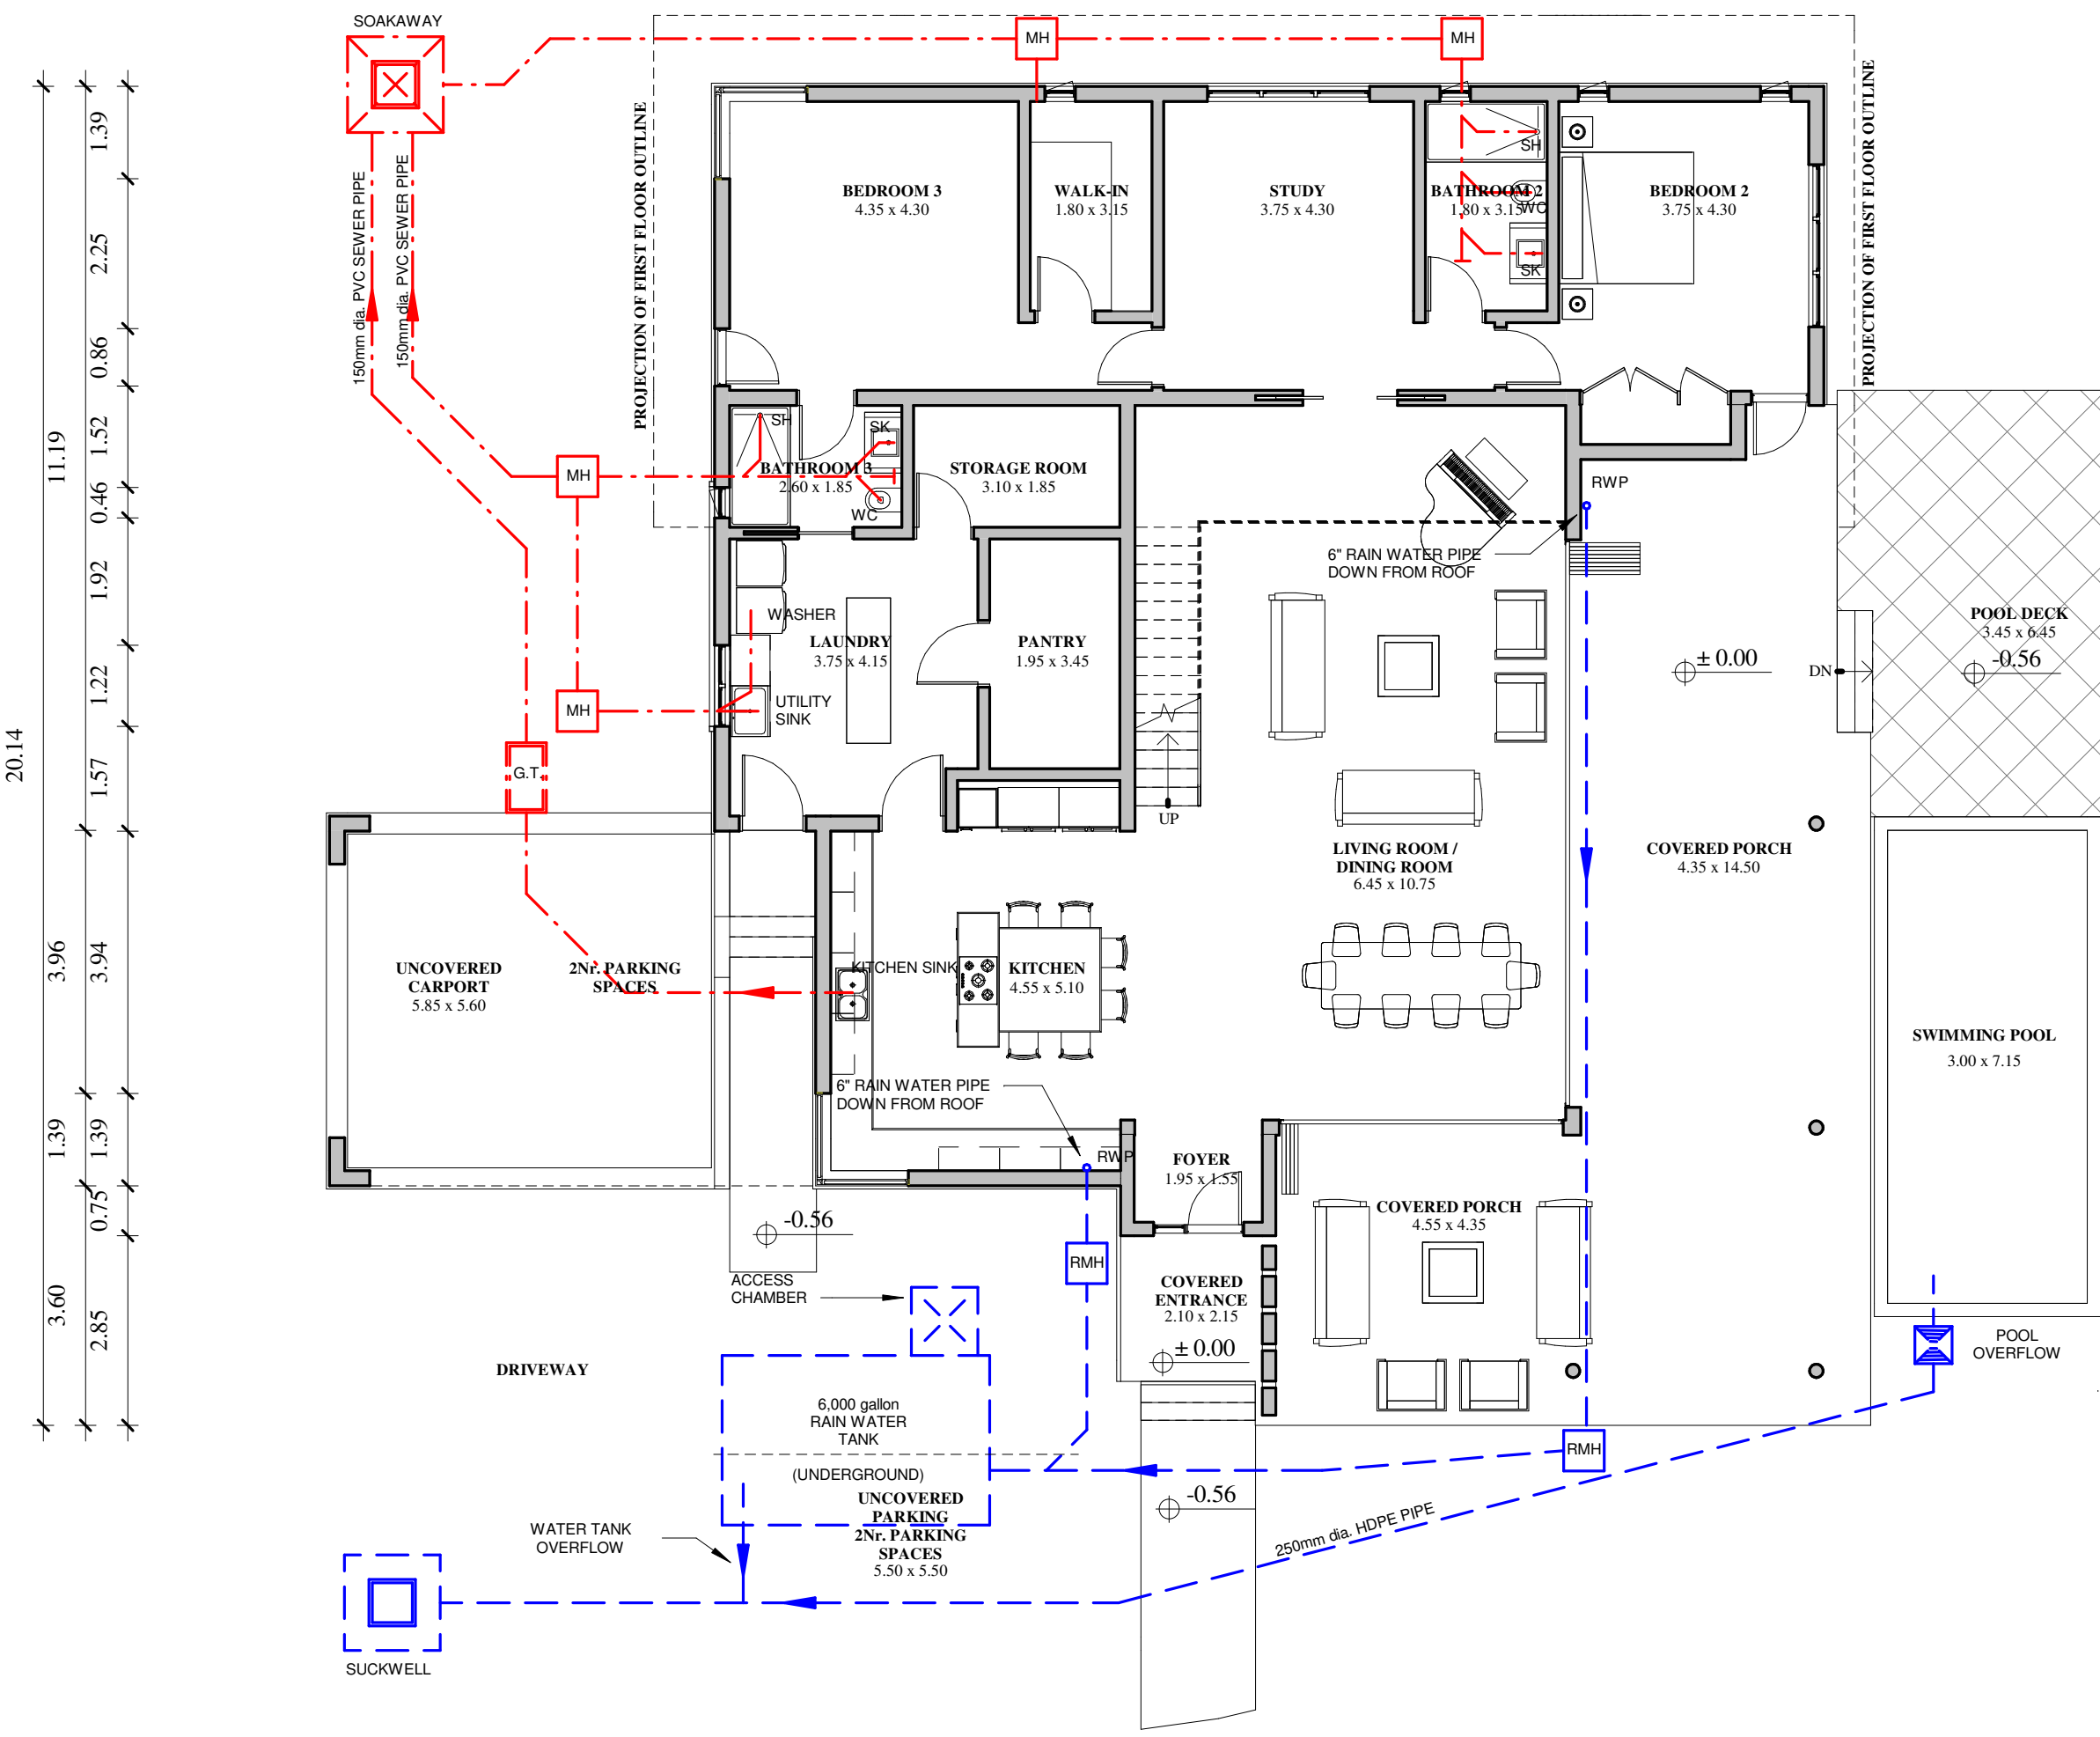 SOAKAWAY
MH
MH
PROJECTION OF FIRST FLOOR OUTLINE
PROJECTION OF FIRST FLOOR OUTLINE
150mm dia. PVC SEWER PIPE
150mm dia. PVC SEWER PIPE
1.39
2.25
0.86
1.52
0.46
1.92
1.22
1.57
3.94
1.39
0.75
2.85
11.19
3.96
1.39
3.60
20.14
BEDROOM 3
4.35 x 4.30
WALK-IN
1.80 x 3.15
STUDY
3.75 x 4.30
SH
BATHROOM 2
1.80 x 3.15
WC
SK
BEDROOM 2
3.75 x 4.30
MH
SH
SK
BATHROOM 3
2.60 x 1.85
WC
STORAGE ROOM
3.10 x 1.85
RWP
6" RAIN WATER PIPE
DOWN FROM ROOF
WASHER
LAUNDRY
3.75 x 4.15
PANTRY
1.95 x 3.45
MH
UTILITY
SINK
± 0.00
DN
POOL DECK
3.45 x 6.45
-0.56
G.T.
UP
LIVING ROOM /
DINING ROOM
6.45 x 10.75
COVERED PORCH
4.35 x 14.50
UNCOVERED
CARPORT
5.85 x 5.60
2Nr. PARKING
SPACES
KITCHEN SINK
KITCHEN
4.55 x 5.10
SWIMMING POOL
3.00 x 7.15
6" RAIN WATER PIPE
DOWN FROM ROOF
RWP
FOYER
1.95 x 1.55
COVERED PORCH
4.55 x 4.35
-0.56
RMH
ACCESS
CHAMBER
COVERED
ENTRANCE
2.10 x 2.15
± 0.00
POOL
OVERFLOW
DRIVEWAY
6,000 gallon
RAIN WATER
TANK
(UNDERGROUND)
RMH
UNCOVERED
PARKING
2Nr. PARKING
SPACES
5.50 x 5.50
-0.56
WATER TANK
OVERFLOW
250mm dia. HDPE PIPE
SUCKWELL